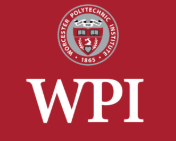 WORCESTER POLYTECHNIC INSTITUTE
• 1865 •
WPI